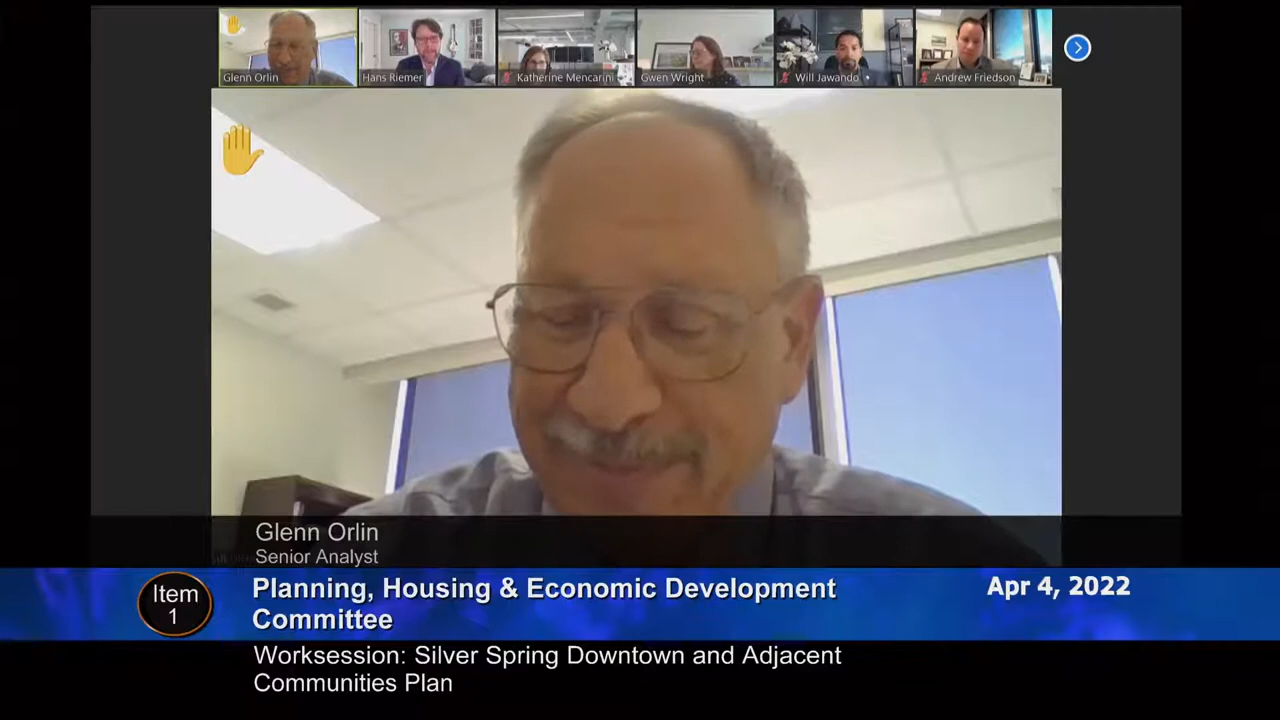 Glenn Orlin
Hans Riemer
Katherine Mencarini
Gwen Wright
Will Jawando
Andrew Friedson
Glenn Orlin
Senior Analyst
Item
1
Planning, Housing & Economic Development
Committee
Apr 4, 2022
Worksession: Silver Spring Downtown and Adjacent
Communities Plan